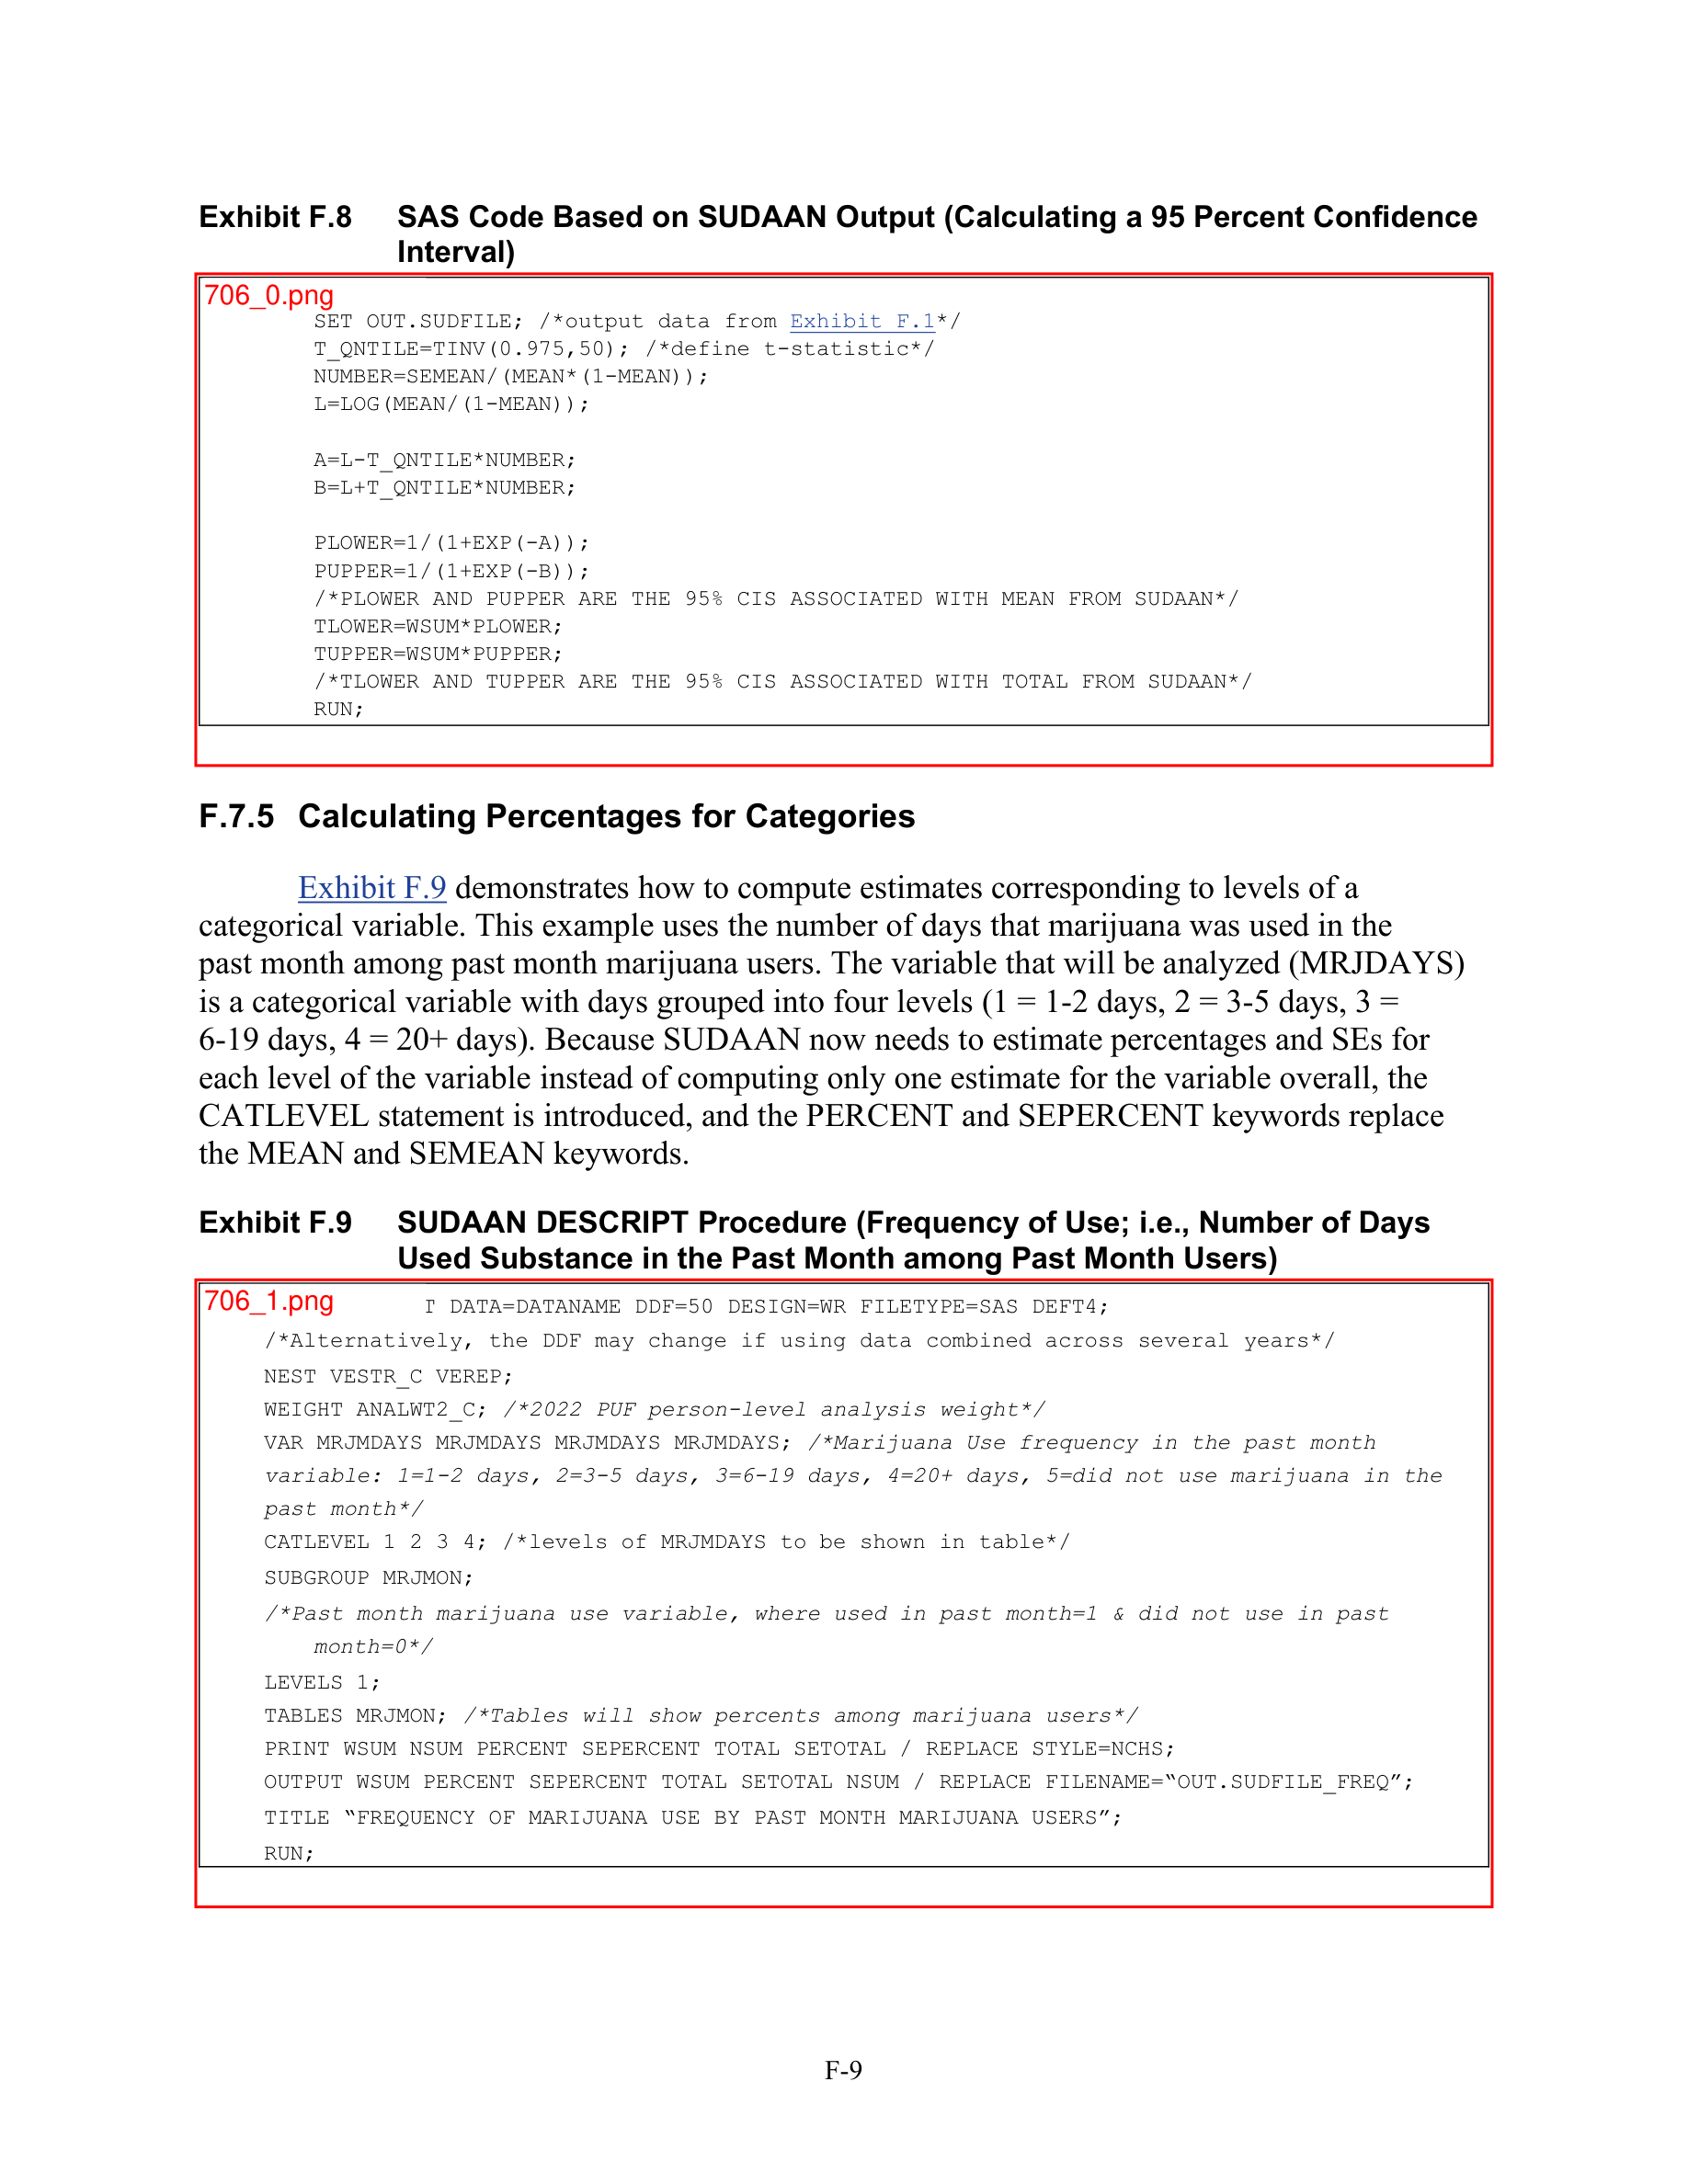 Exhibit F.8 SAS Code Based on SUDAAN Output (Calculating a 95 Percent Confidence
Interval)
706_0.png
SET OUT.SUDFILE; /*output data from Exhibit F.1*/
T_QNTILE=TINV(0.975,50); /*define t-statistic*/
NUMBER=SEMEAN/(MEAN*(1-MEAN));
L=LOG(MEAN/(1-MEAN));
A=L-T_QNTILE*NUMBER;
B=L+T_QNTILE*NUMBER;
PLOWER=1/(1+EXP(-A));
PUPPER=1/(1+EXP(-B));
/*PLOWER AND PUPPER ARE THE 95% CIS ASSOCIATED WITH MEAN FROM SUDAAN*/
TLOWER=WSUM*PLOWER;
TUPPER=WSUM*PUPPER;
/*TLOWER AND TUPPER ARE THE 95% CIS ASSOCIATED WITH TOTAL FROM SUDAAN*/
RUN;
F.7.5 Calculating Percentages for Categories
Exhibit F.9 demonstrates how to compute estimates corresponding to levels of a
categorical variable. This example uses the number of days that marijuana was used in the
past month among past month marijuana users. The variable that will be analyzed (MRJDAYS)
is a categorical variable with days grouped into four levels (1 = 1-2 days, 2 = 3-5 days, 3 =
6-19 days, 4 = 20+ days). Because SUDAAN now needs to estimate percentages and SEs for
each level of the variable instead of computing only one estimate for the variable overall, the
CATLEVEL statement is introduced, and the PERCENT and SEPERCENT keywords replace
the MEAN and SEMEAN keywords.
Exhibit F.9 SUDAAN DESCRIPT Procedure (Frequency of Use; i.e., Number of Days
Used Substance in the Past Month among Past Month Users)
706_1.png T DATA=DATANAME DDF=50 DESIGN=WR FILETYPE=SAS DEFT4;
/*Alternatively, the DDF may change if using data combined across several years*/
NEST VESTR_C VEREP;
WEIGHT ANALWT2_C; /*2022 PUF person-level analysis weight*/
VAR MRJMDAYS MRJMDAYS MRJMDAYS MRJMDAYS; /*Marijuana Use frequency in the past month
variable: 1=1-2 days, 2=3-5 days, 3=6-19 days, 4=20+ days, 5=did not use marijuana in the
past month*/
CATLEVEL 1 2 3 4; /*levels of MRJMDAYS to be shown in table*/
SUBGROUP MRJMON;
/*Past month marijuana use variable, where used in past month=1 & did not use in past
month=0*/
LEVELS 1;
TABLES MRJMON; /*Tables will show percents among marijuana users*/
PRINT WSUM NSUM PERCENT SEPERCENT TOTAL SETOTAL / REPLACE STYLE=NCHS;
OUTPUT WSUM PERCENT SEPERCENT TOTAL SETOTAL NSUM / REPLACE FILENAME=“OUT.SUDFILE_FREQ”;
TITLE “FREQUENCY OF MARIJUANA USE BY PAST MONTH MARIJUANA USERS”;
RUN;
F-9